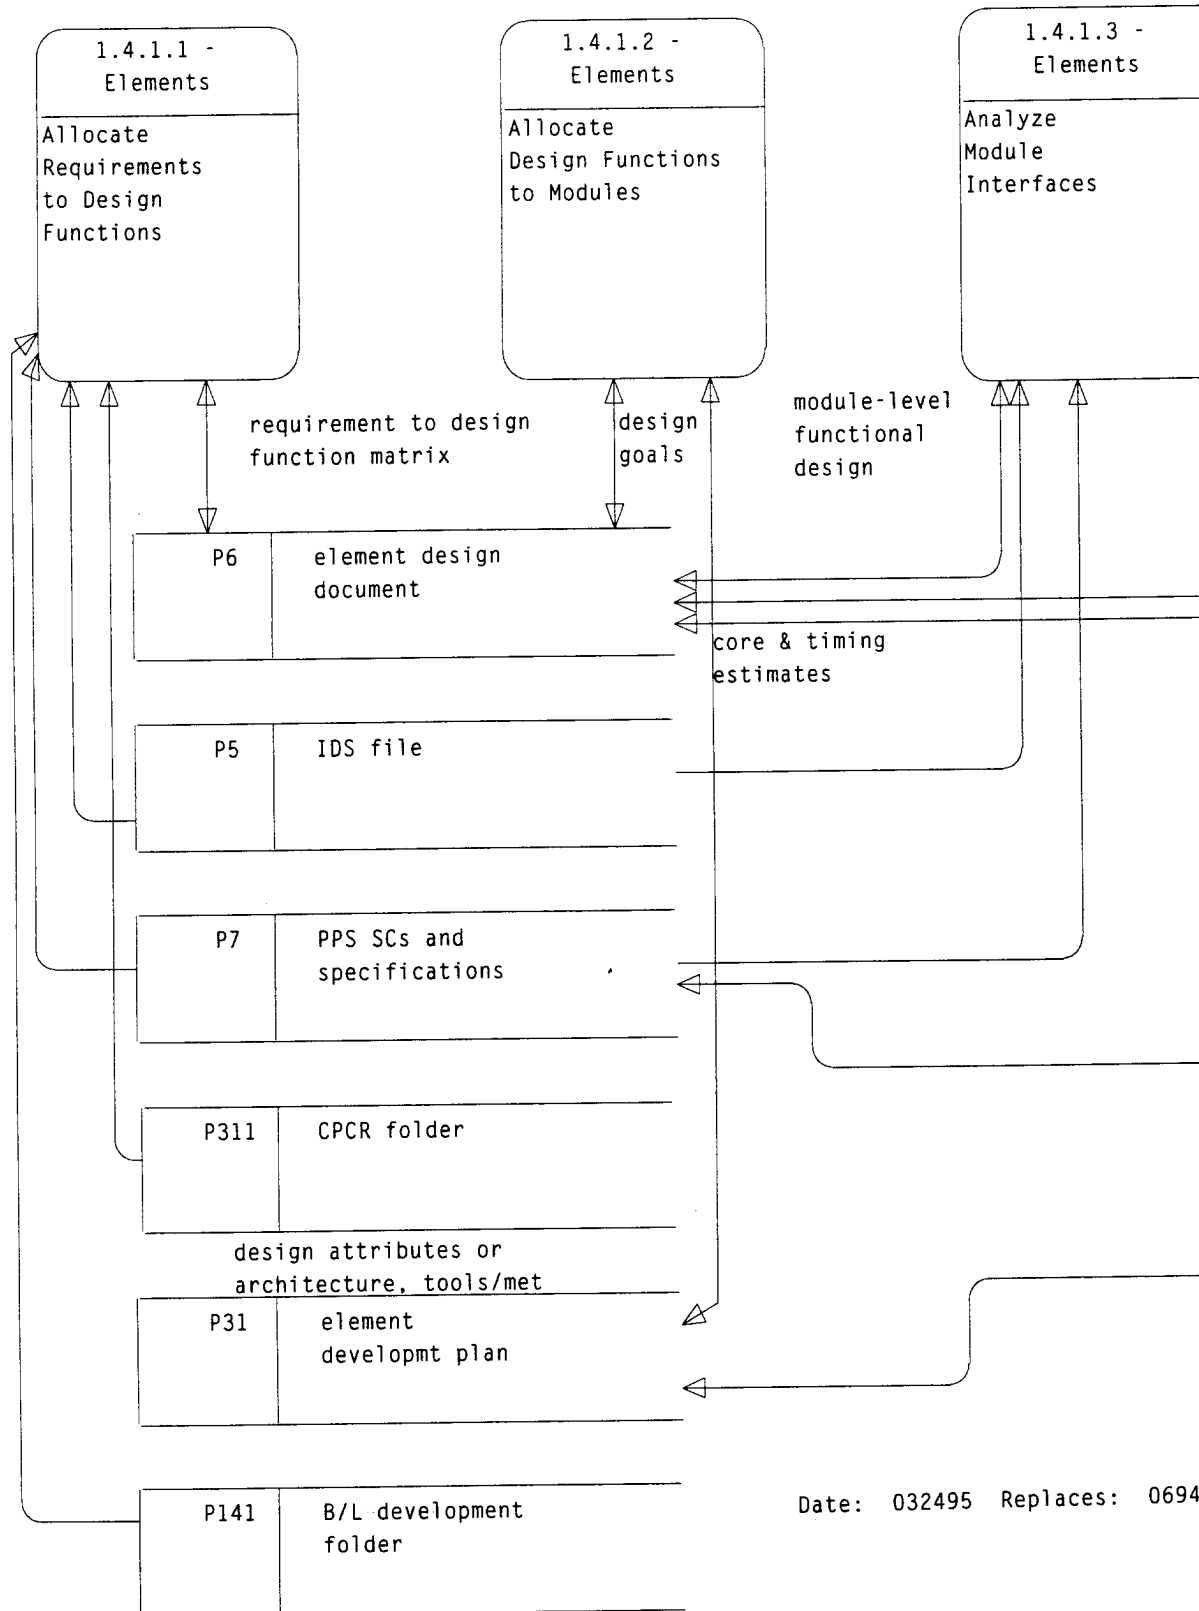 1.4.1.1 -
Elements
Allocate
Requirements
to Design
Functions
1.4.1.2 -
Elements
Allocate
Design Functions
to Modules
1.4.1.3 -
Elements
Analyze
Module
Interfaces
requirement to design
function matrix
design
goals
module-level
functional
design
P6
element design
document
core & timing
estimates
P5
IDS file
P7
PPS SCs and
specifications
P311
CPCR folder
design attributes or
architecture, tools/met
P31
element
developmt plan
P141
B/L development
folder
Date: 032495 Replaces: 0694